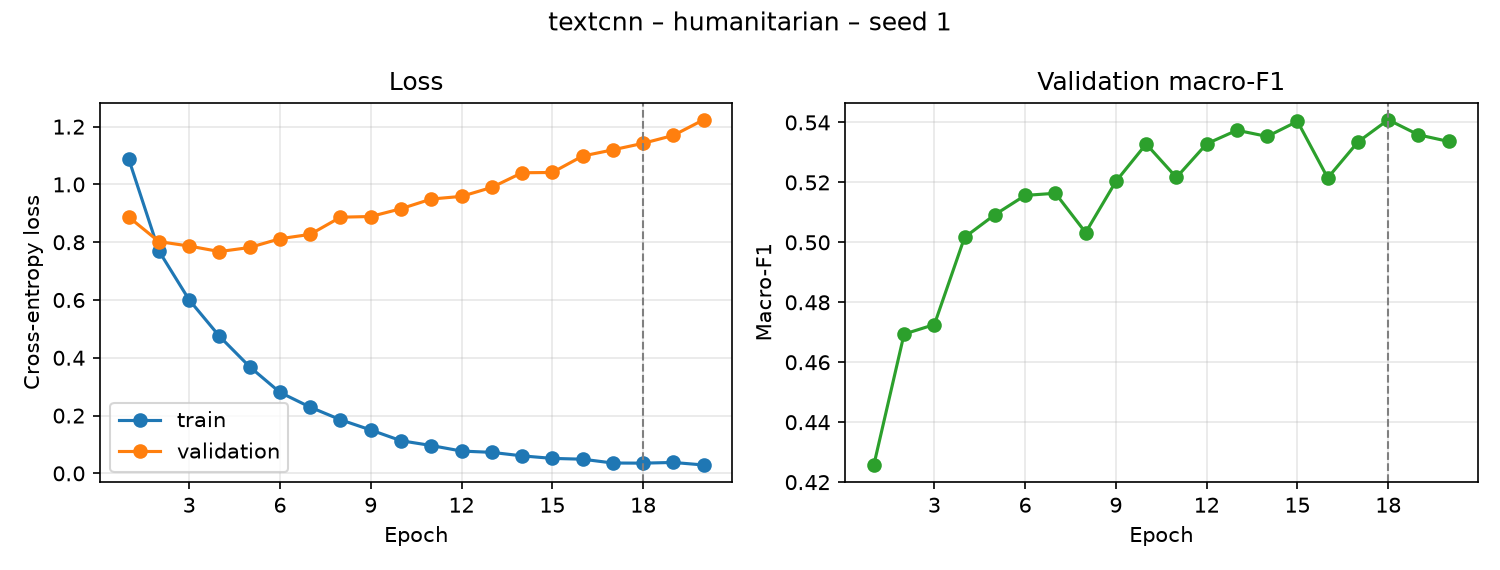 textcnn – humanitarian – seed 1
Loss
Cross-entropy loss
1.2
1.0
0.8
0.6
0.4
0.2
0.0
train
validation
3 6 9 12 15 18
Epoch
Validation macro-F1
Macro-F1
0.54
0.52
0.50
0.48
0.46
0.44
0.42
3 6 9 12 15 18
Epoch